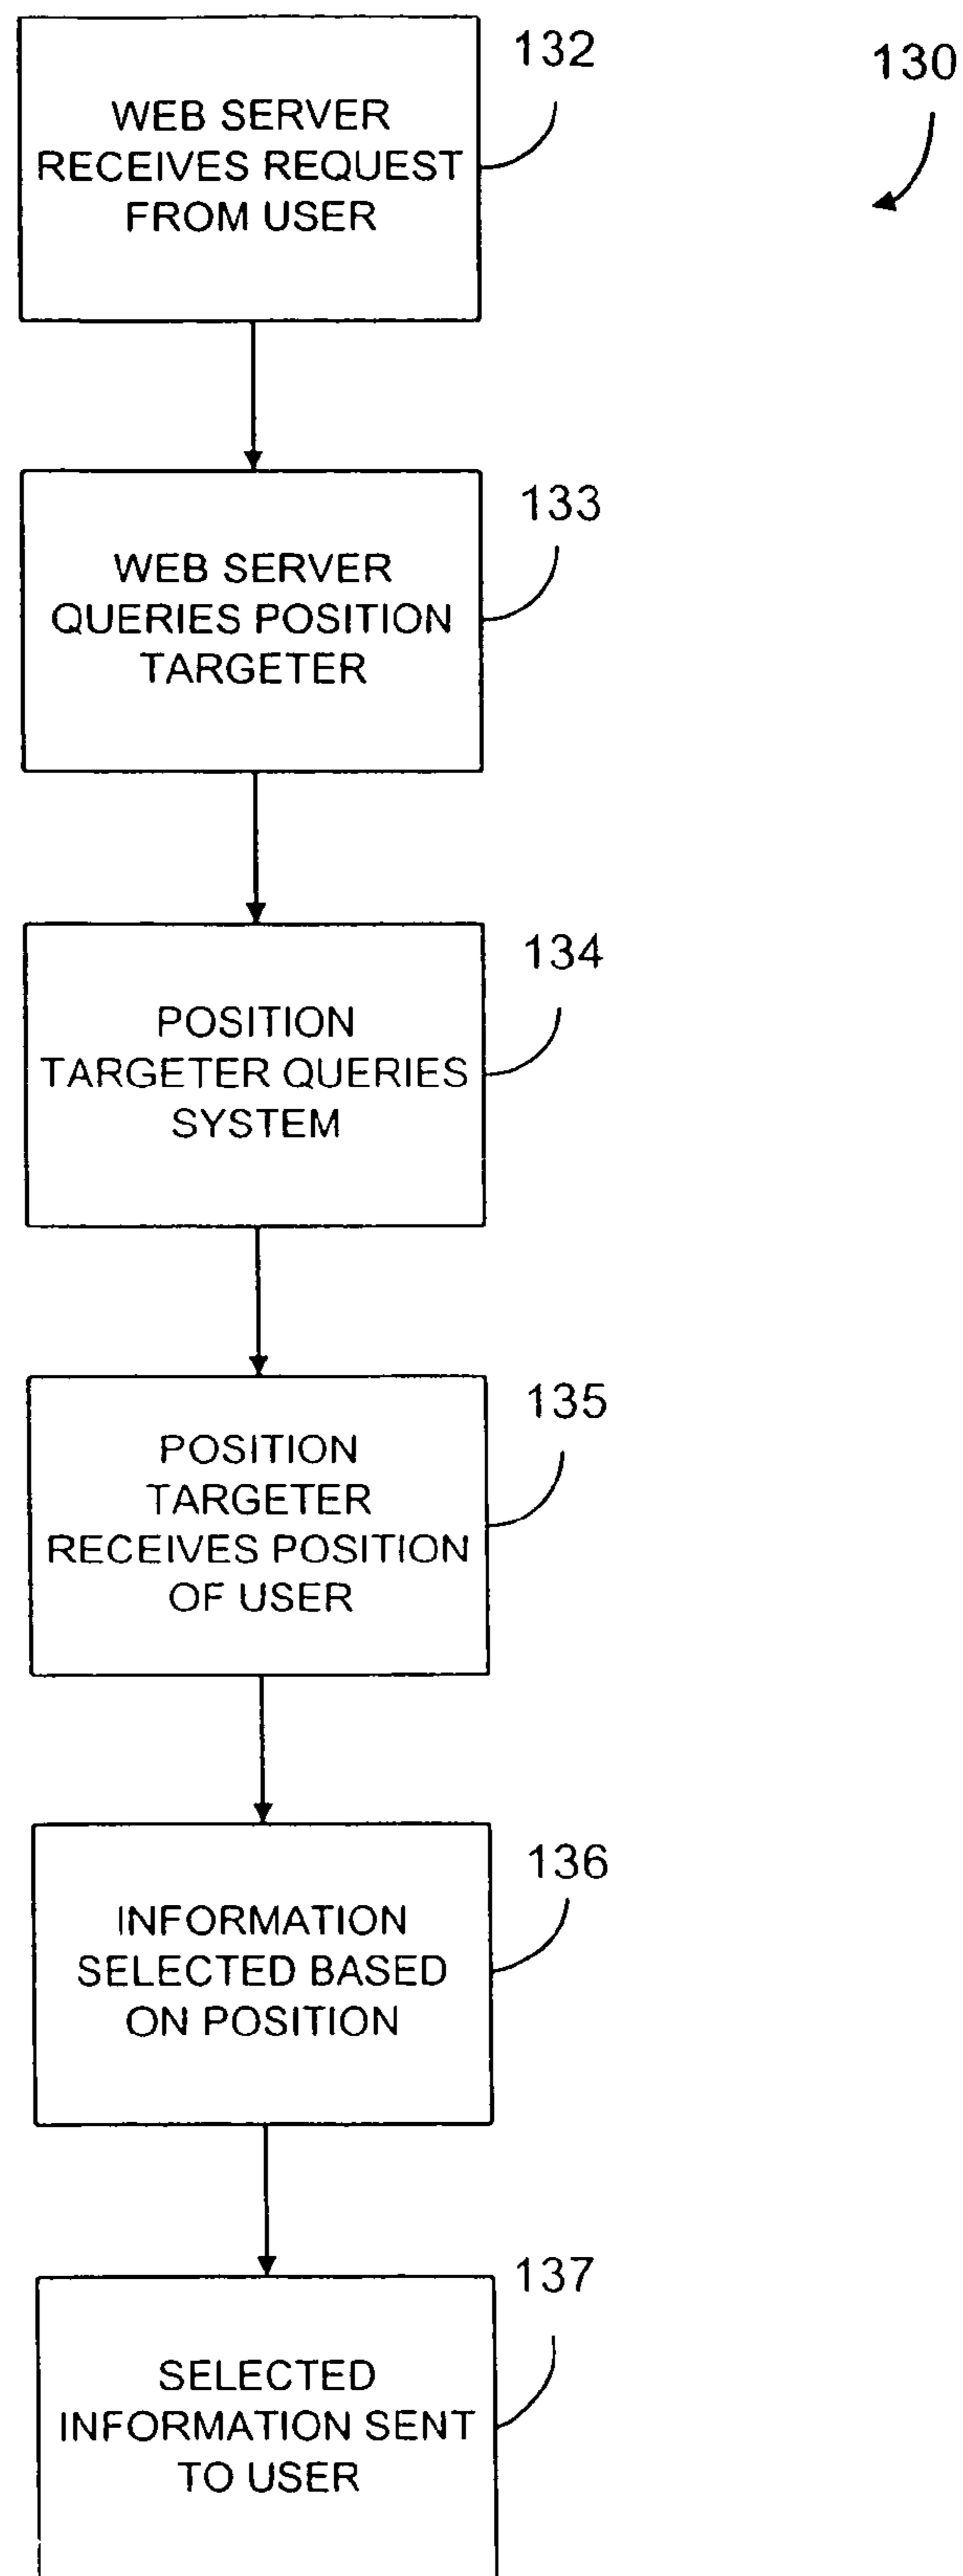 132
130
WEB SERVER
RECEIVES REQUEST
FROM USER
133
WEB SERVER
QUERIES POSITION
TARGETER
134
POSITION
TARGETER QUERIES
SYSTEM
135
POSITION
TARGETER
RECEIVES POSITION
OF USER
136
INFORMATION
SELECTED BASED
ON POSITION
137
SELECTED
INFORMATION SENT
TO USER